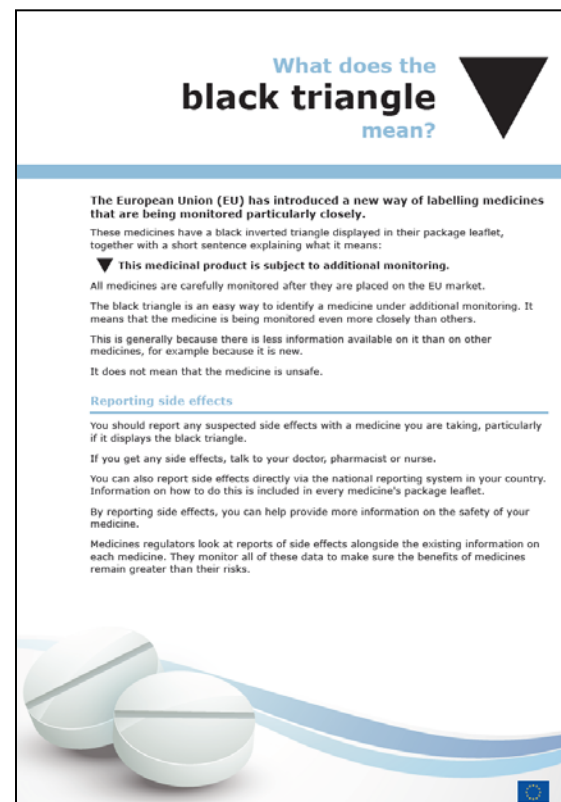 What does the
black triangle
mean?
The European Union (EU) has introduced a new way of labelling medicines
that are being monitored particularly closely.
These medicines have a black inverted triangle displayed in their package leaflet,
together with a short sentence explaining what it means:
This medicinal product is subject to additional monitoring.
All medicines are carefully monitored after they are placed on the EU market.
The black triangle is an easy way to identify a medicine under additional monitoring. It
means that the medicine is being monitored even more closely than others.
This is generally because there is less information available on it than on other
medicines, for example because it is new.
It does not mean that the medicine is unsafe.
Reporting side effects
You should report any suspected side effects with a medicine you are taking, particularly
if it displays the black triangle.
If you get any side effects, talk to your doctor, pharmacist or nurse.
You can also report side effects directly via the national reporting system in your country.
Information on how to do this is included in every medicine's package leaflet.
By reporting side effects, you can help provide more information on the safety of your
medicine.
Medicines regulators look at reports of side effects alongside the existing information on
each medicine. They monitor all of these data to make sure the benefits of medicines
remain greater than their risks.